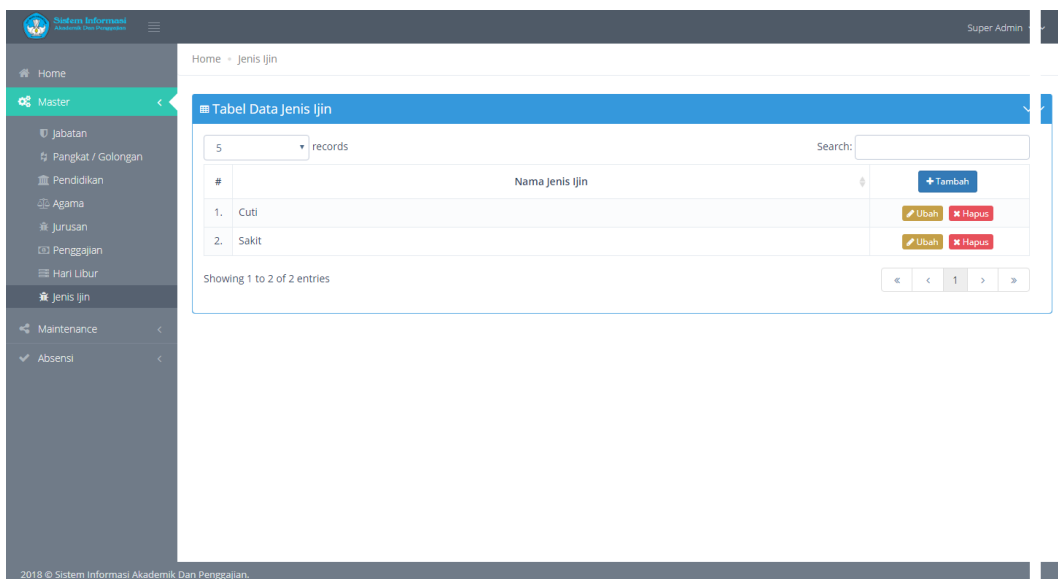 Sistem Informasi
Akademik Dan Penggajian
Super Admin
Home
Jenis Ijin
Home
Master
Jabatan
Pangkat / Golongan
Pendidikan
Agama
Jurusan
Penggajian
Hari Libur
Jenis Ijin
Maintenance
Absensi
Tabel Data Jenis Ijin
5 records
Search:
# Nama Jenis Ijin +Tambah
1. Cuti Ubah Hapus
2. Sakit Ubah Hapus
Showing 1 to 2 of 2 entries
« < 1 > »
2018 © Sistem Informasi Akademik Dan Penggajian.